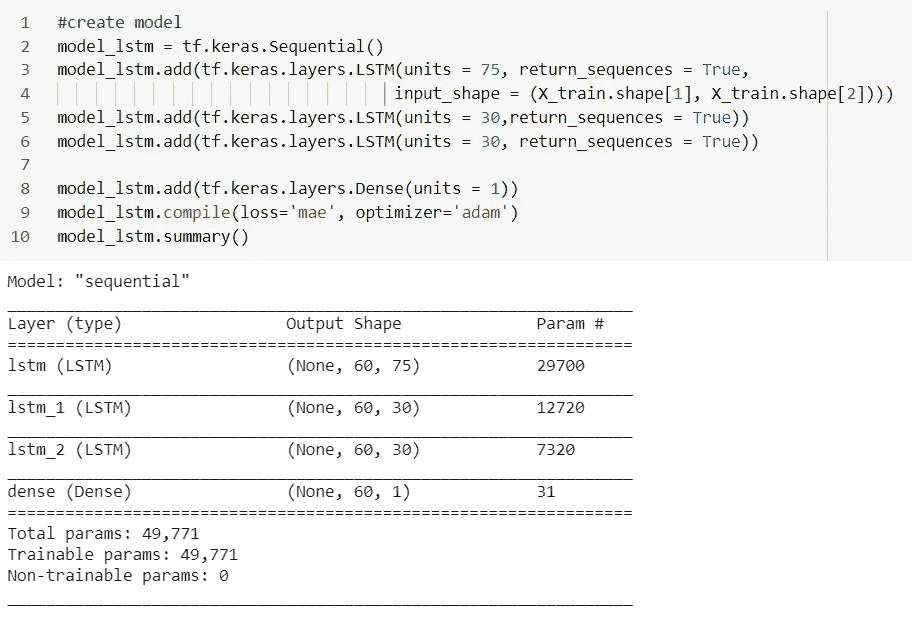 1 #create model
2 model_lstm = tf.keras.Sequential()
3 model_lstm.add(tf.keras.layers.LSTM(units = 75, return_sequences = True,
4 input_shape = (X_train.shape[1], X_train.shape[2])))
5 model_lstm.add(tf.keras.layers.LSTM(units = 30,return_sequences = True))
6 model_lstm.add(tf.keras.layers.LSTM(units = 30, return_sequences = True))
7
8 model_lstm.add(tf.keras.layers.Dense(units = 1))
9 model_lstm.compile(loss='mae', optimizer='adam')
10 model_lstm.summary()
Model: "sequential"
Layer (type) Output Shape Param #
lstm (LSTM) (None, 60, 75) 29700
lstm_1 (LSTM) (None, 60, 30) 12720
lstm_2 (LSTM) (None, 60, 30) 7320
dense (Dense) (None, 60, 1) 31
Total params: 49,771
Trainable params: 49,771
Non-trainable params: 0